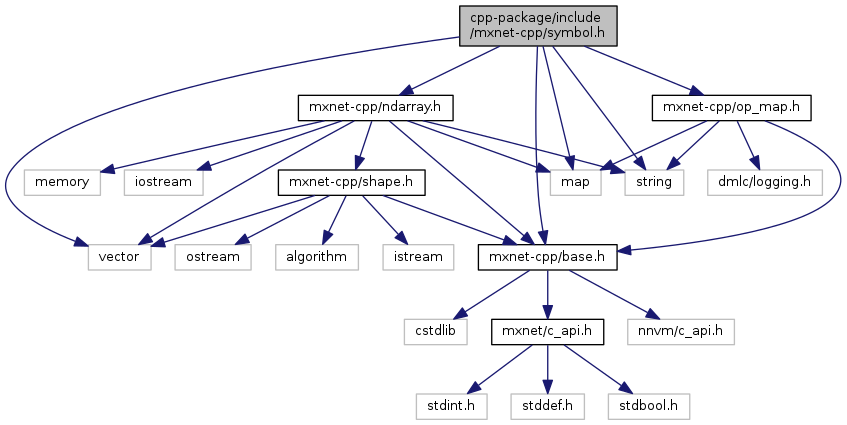 cpp-package/include
/mxnet-cpp/symbol.h
mxnet-cpp/ndarray.h
mxnet-cpp/op_map.h
memory
iostream
mxnet-cpp/shape.h
map
string
dmlc/logging.h
vector
ostream
algorithm
istream
mxnet-cpp/base.h
cstdlib
mxnet/c_api.h
nnvm/c_api.h
stdint.h
stddef.h
stdbool.h